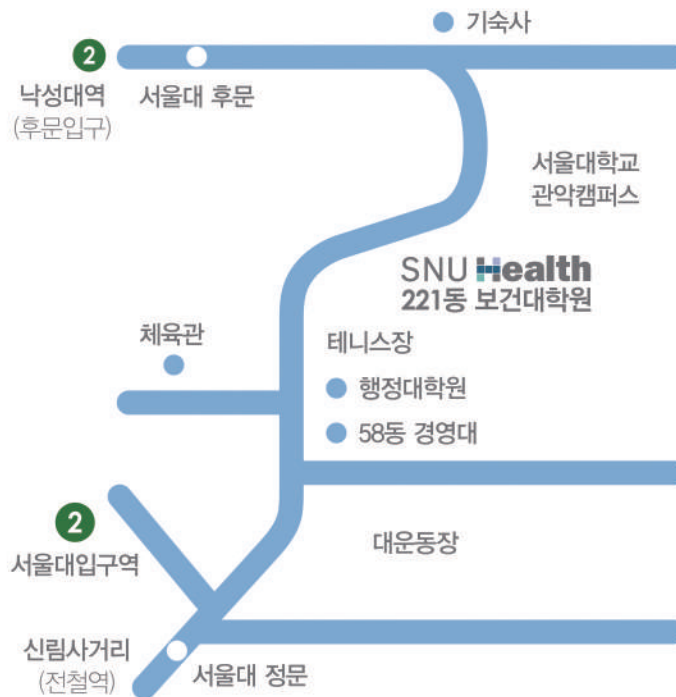 기숙사
2
낙성대역
(후문입구)
서울대 후문
서울대학교
관악캠퍼스
SNU Health
221동 보건대학원
체육관
테니스장
행정대학원
58동 경영대
2
서울대입구역
대운동장
신림사거리
(전철역)
서울대 정문